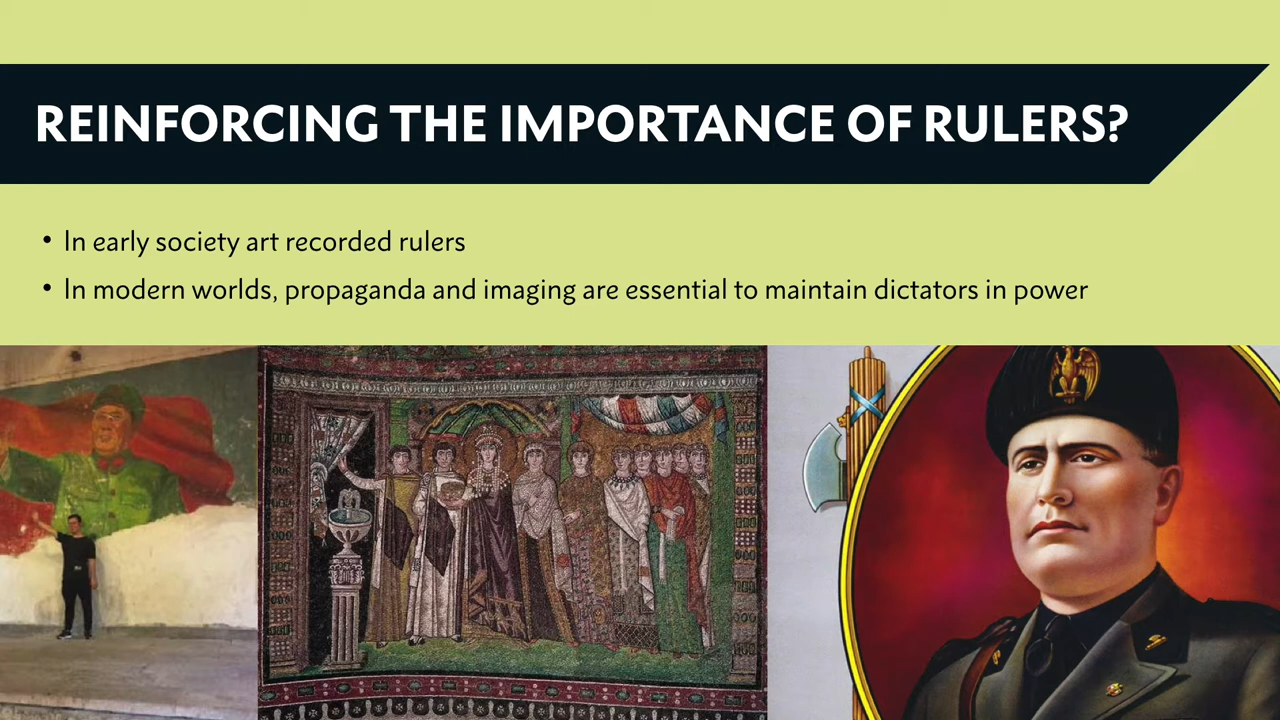 REINFORCING THE IMPORTANCE OF RULERS?
• In early society art recorded rulers
• In modern worlds, propaganda and imaging are essential to maintain dictators in power